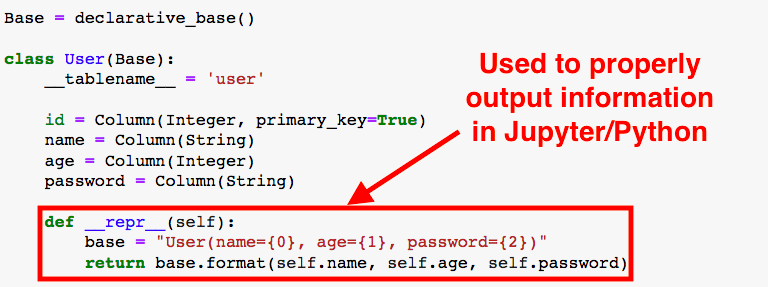 Base = declarative_base()
class User(Base):
__tablename__ = 'user'
Used to properly
output information
in Jupyter/Python
id = Column(Integer, primary_key=True)
name = Column(String)
age = Column(Integer)
password = Column(String)
def __repr__(self):
base = "User(name={0}, age={1}, password={2})"
return base.format(self.name, self.age, self.password)